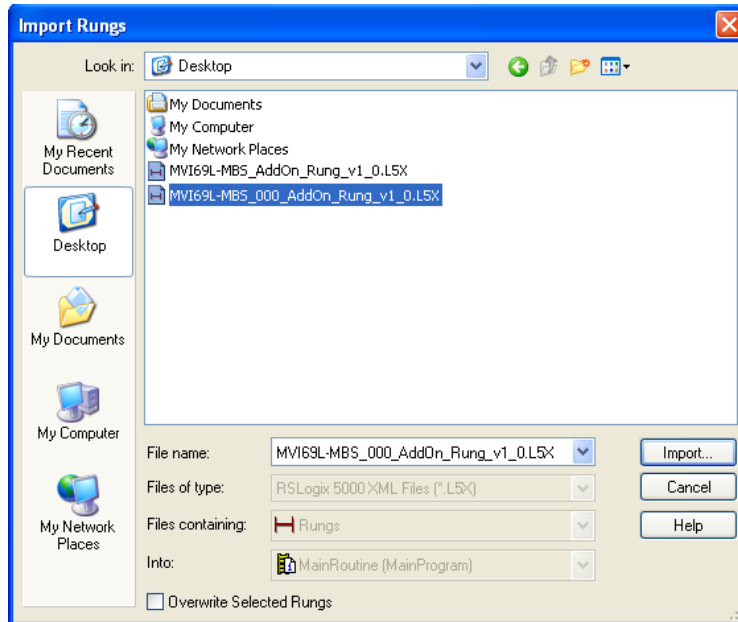 Import Rungs
Look in:
Desktop
My Recent
Documents
Desktop
My Documents
My Computer
My Network
Places
My Documents
My Computer
My Network Places
MVI69L-MBS_AddOn_Rung_v1_0.L5X
MVI69L-MBS_000_AddOn_Rung_v1_0.L5X
File name:
MVI69L-MBS_000_AddOn_Rung_v1_0.L5X
Import...
Files of type:
RSLogix 5000 XML Files (*.L5X)
Cancel
Files containing:
Rungs
Help
Into:
MainRoutine (MainProgram)
Overwrite Selected Rungs